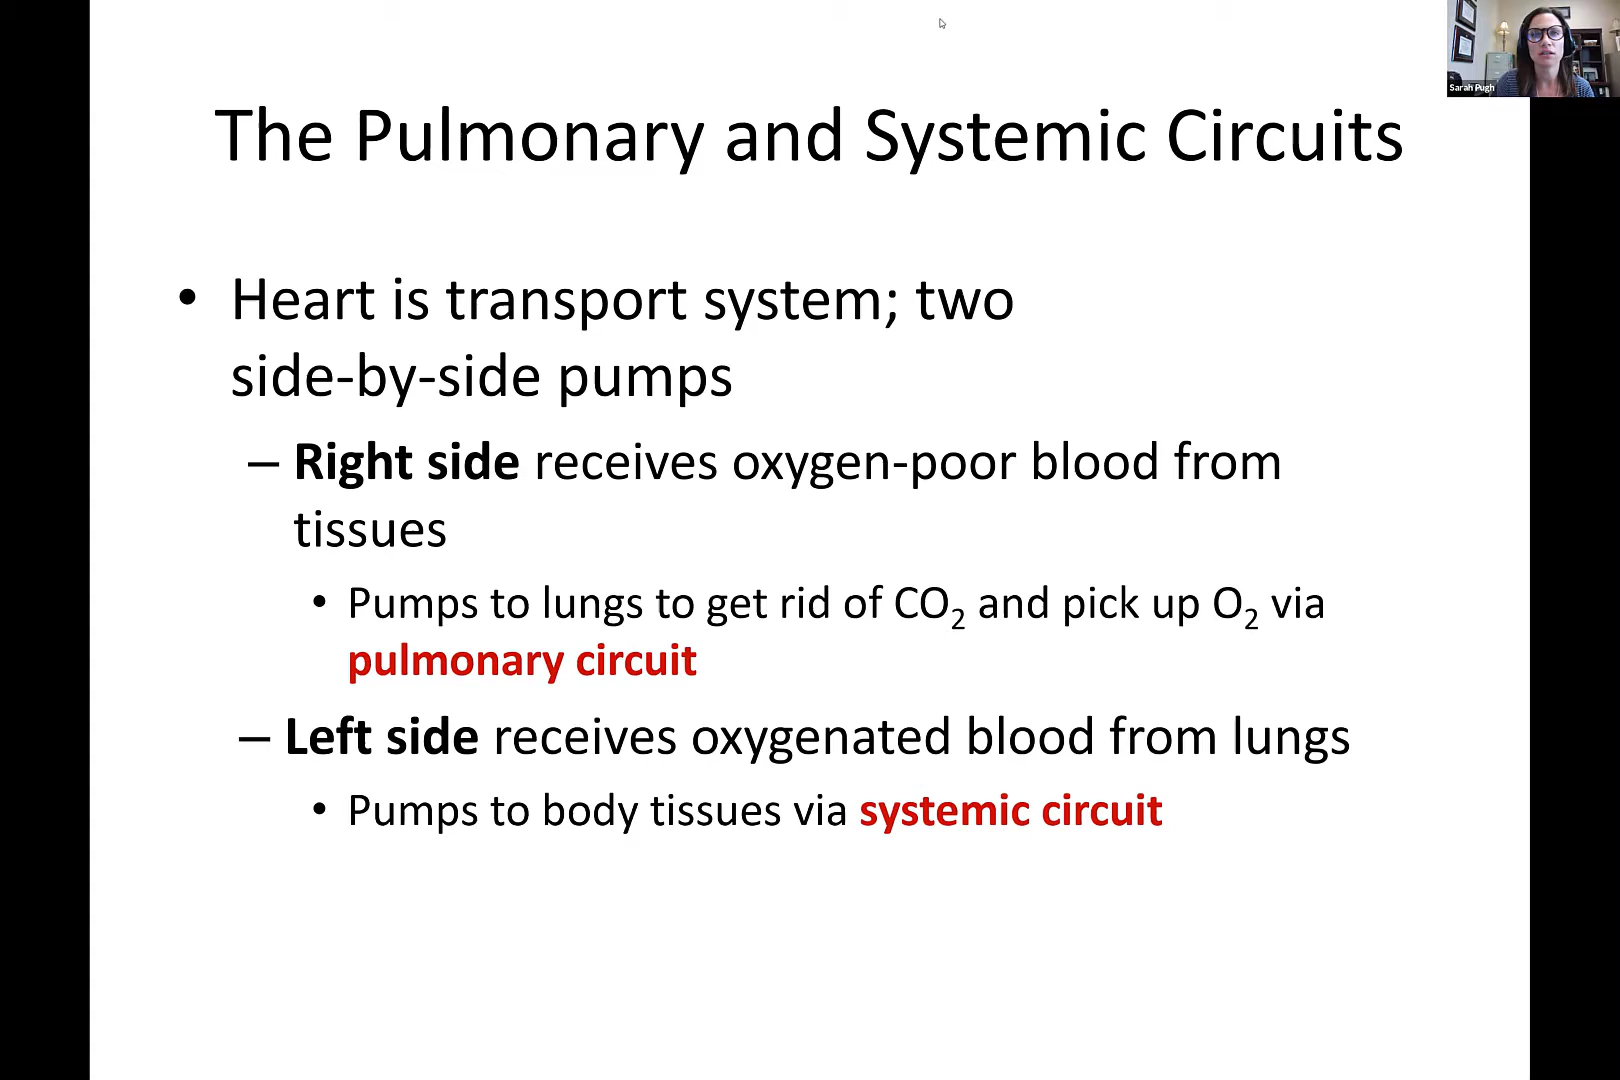 Sarah Pugh
The Pulmonary and Systemic Circuits
• Heart is transport system; two
side-by-side pumps
– Right side receives oxygen-poor blood from
tissues
• Pumps to lungs to get rid of CO₂ and pick up O₂ via
pulmonary circuit
– Left side receives oxygenated blood from lungs
• Pumps to body tissues via systemic circuit